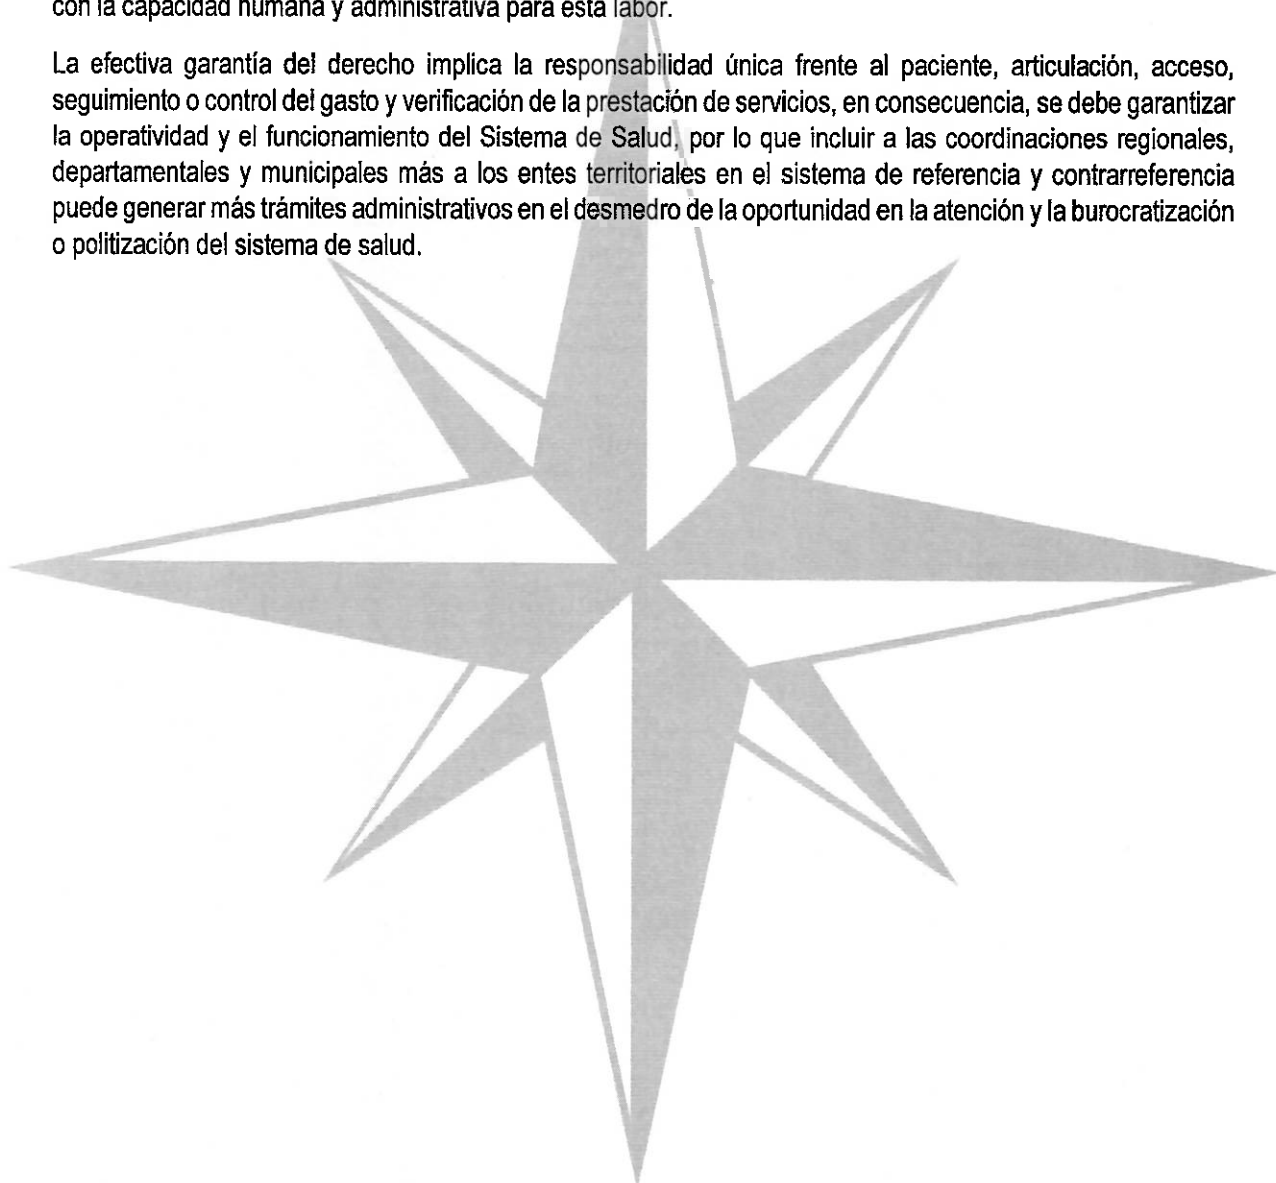 con la capacidad humana y administrativa para esta labor.
La efectiva garantía del derecho implica la responsabilidad única frente al paciente, articulación, acceso,
seguimiento o control del gasto y verificación de la prestación de servicios, en consecuencia, se debe garantizar
la operatividad y el funcionamiento del Sistema de Salud, por lo que incluir a las coordinaciones regionales,
departamentales y municipales más a los entes territoriales en el sistema de referencia y contrarreferencia
puede generar más trámites administrativos en el desmedro de la oportunidad en la atención y la burocratización
o politización del sistema de salud.